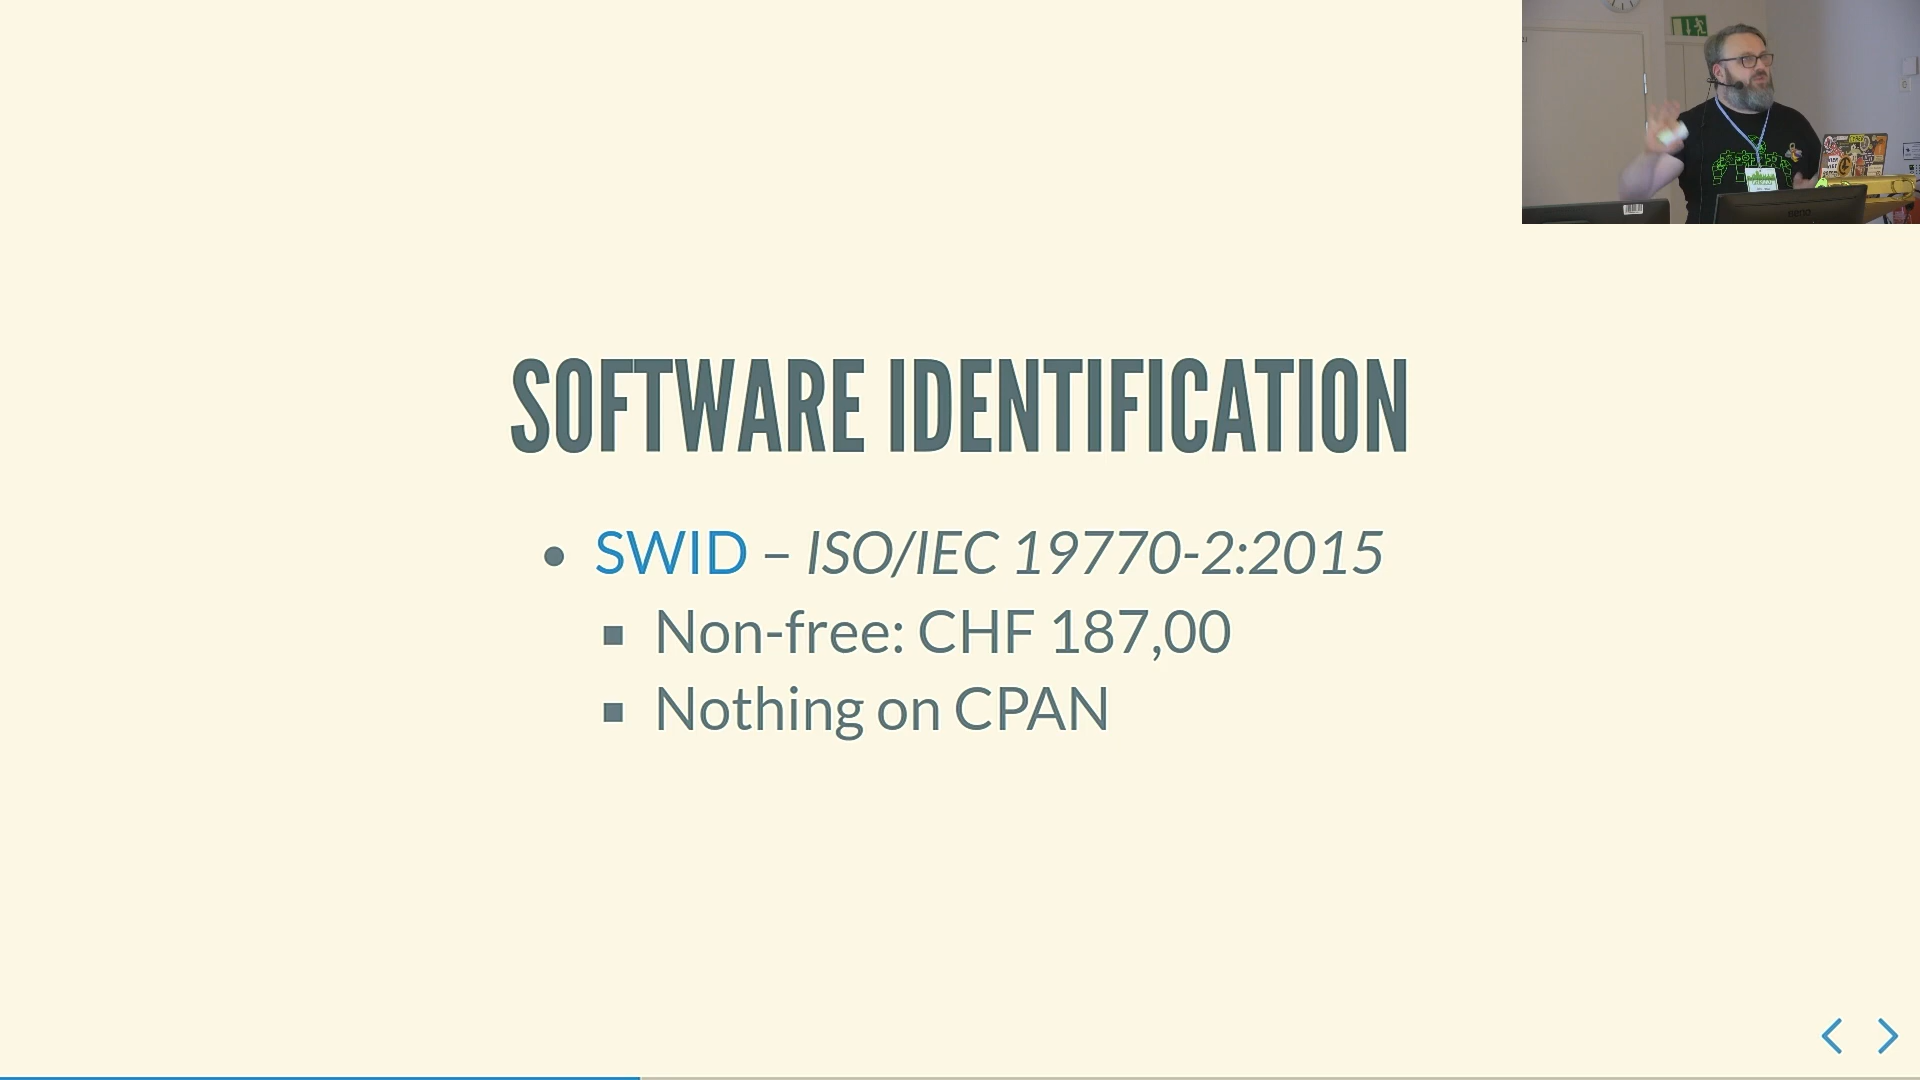 SOFTWARE IDENTIFICATION
• SWID – ISO/IEC 19770-2:2015
▪ Non-free: CHF 187,00
▪ Nothing on CPAN